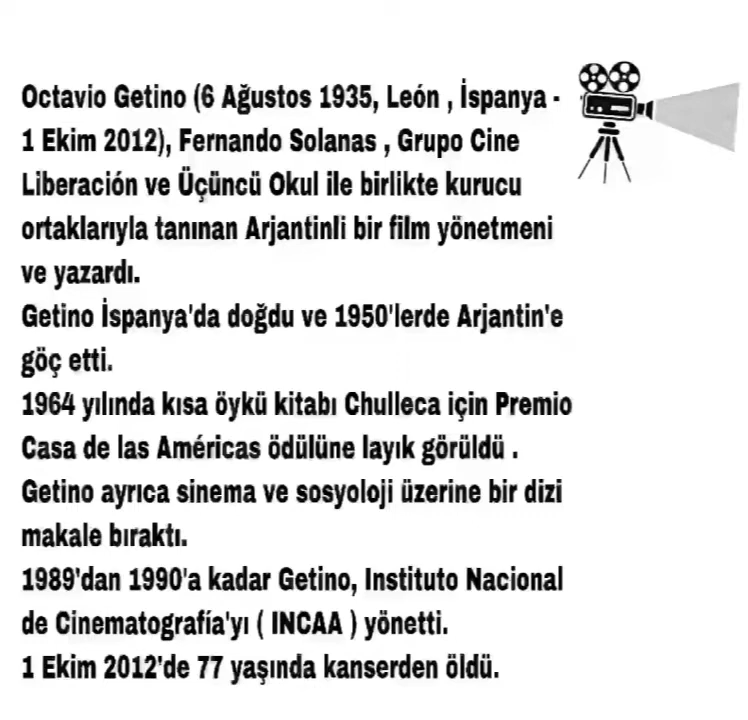 Octavio Getino (6 Ağustos 1935, León , İspanya -
1 Ekim 2012), Fernando Solanas , Grupo Cine
Liberación ve Üçüncü Okul ile birlikte kurucu
ortaklarıyla tanınan Arjantinli bir film yönetmeni
ve yazardı.
Getino İspanya'da doğdu ve 1950'lerde Arjantin'e
göç etti.
1964 yılında kısa öykü kitabı Chulleca için Premio
Casa de las Américas ödülüne layık görüldü .
Getino ayrıca sinema ve sosyoloji üzerine bir dizi
makale bıraktı.
1989'dan 1990'a kadar Getino, Instituto Nacional
de Cinematografía'yı ( INCAA ) yönetti.
1 Ekim 2012'de 77 yaşında kanserden öldü.